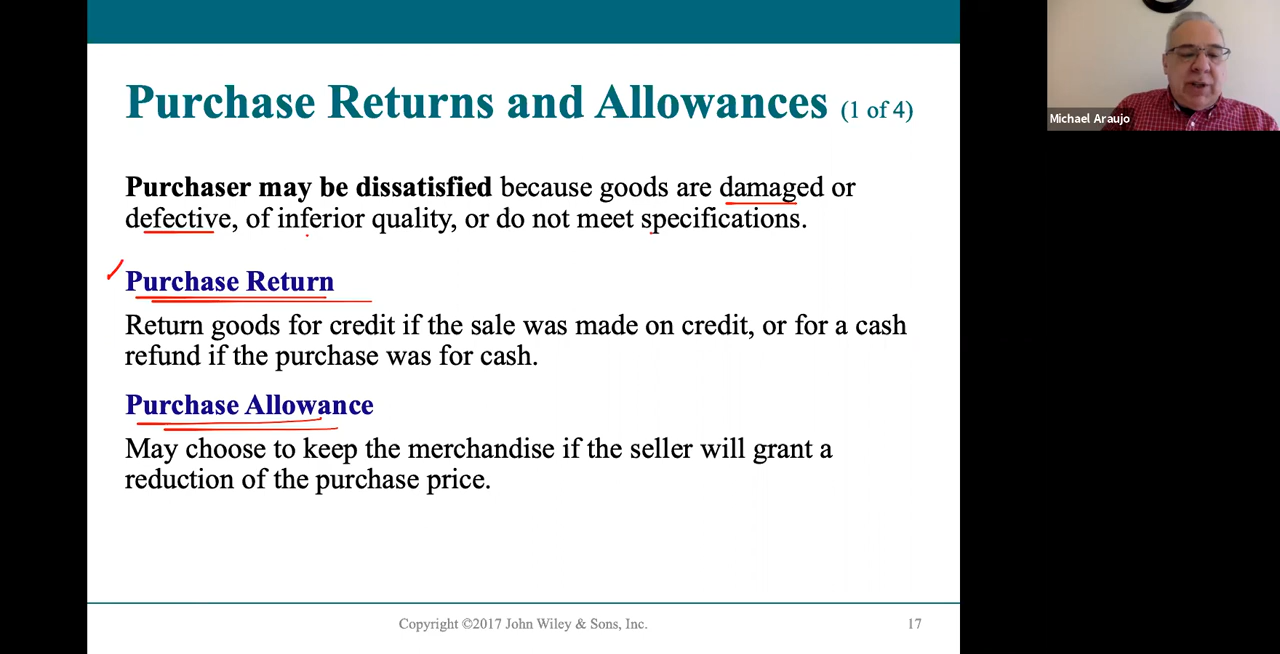 Purchase Returns and Allowances (1 of 4)
Purchaser may be dissatisfied because goods are damaged or
defective, of inferior quality, or do not meet specifications.
Purchase Return
Return goods for credit if the sale was made on credit, or for a cash
refund if the purchase was for cash.
Purchase Allowance
May choose to keep the merchandise if the seller will grant a
reduction of the purchase price.
Copyright ©2017 John Wiley & Sons, Inc.
17
Michael Araujo